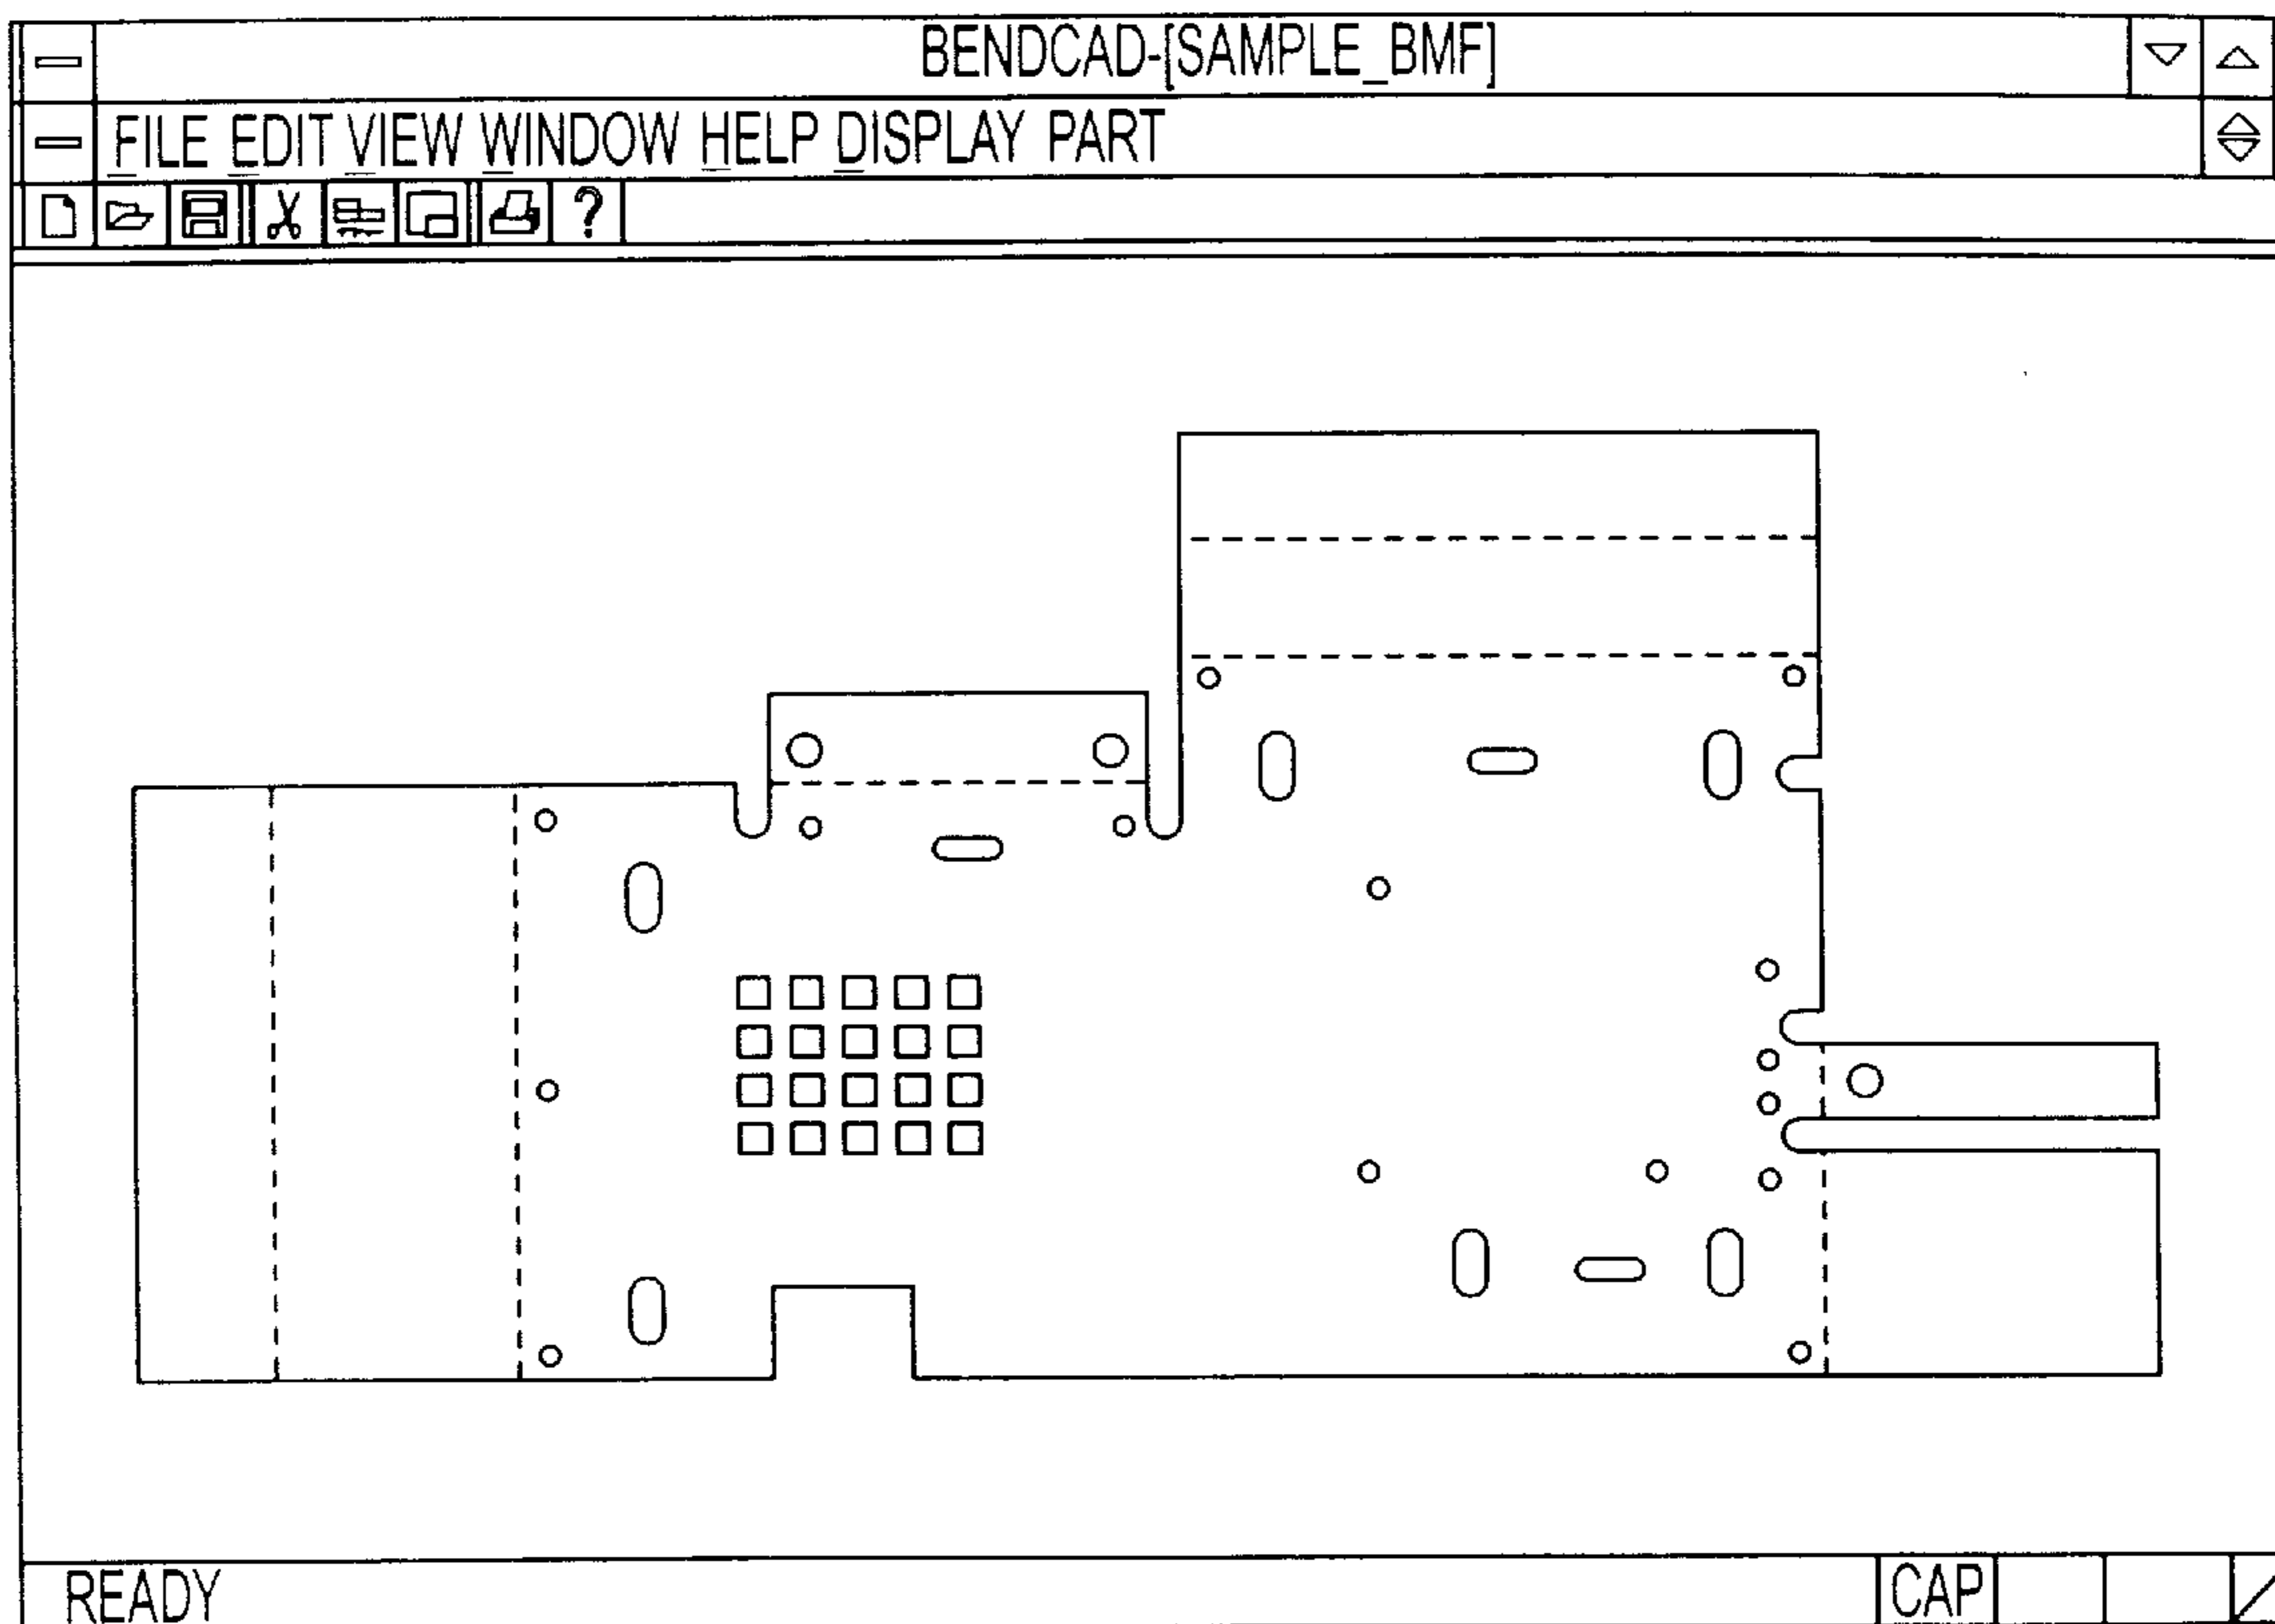 BENDCAD-[SAMPLE_BMF]
FILE EDIT VIEW WINDOW HELP DISPLAY PART
?
READY
CAP